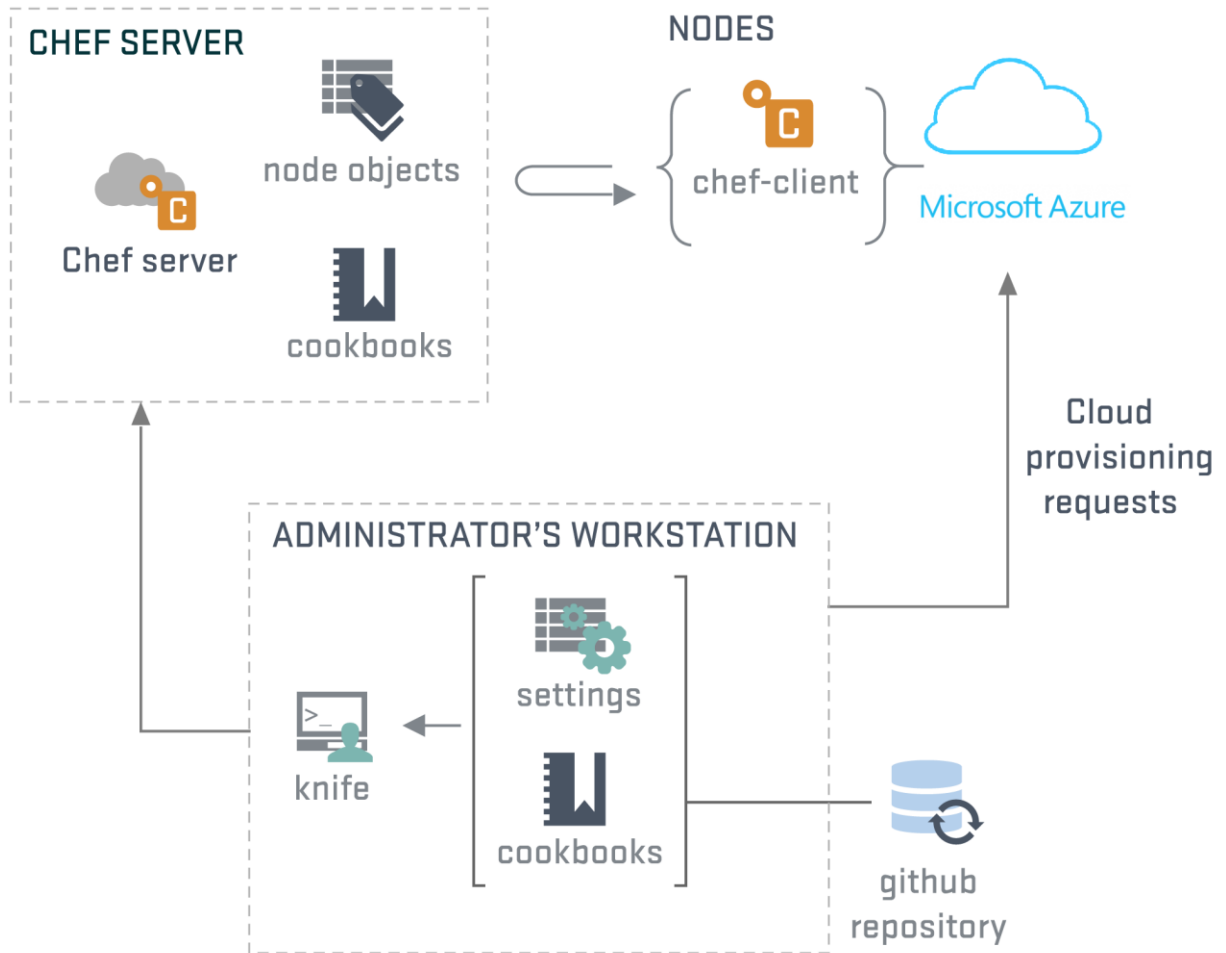 CHEF SERVER
node objects
Chef server
cookbooks
NODES
C
chef-client
Microsoft Azure
C
Cloud
provisioning
requests
ADMINISTRATOR'S WORKSTATION
settings
>_
knife
cookbooks
github
repository